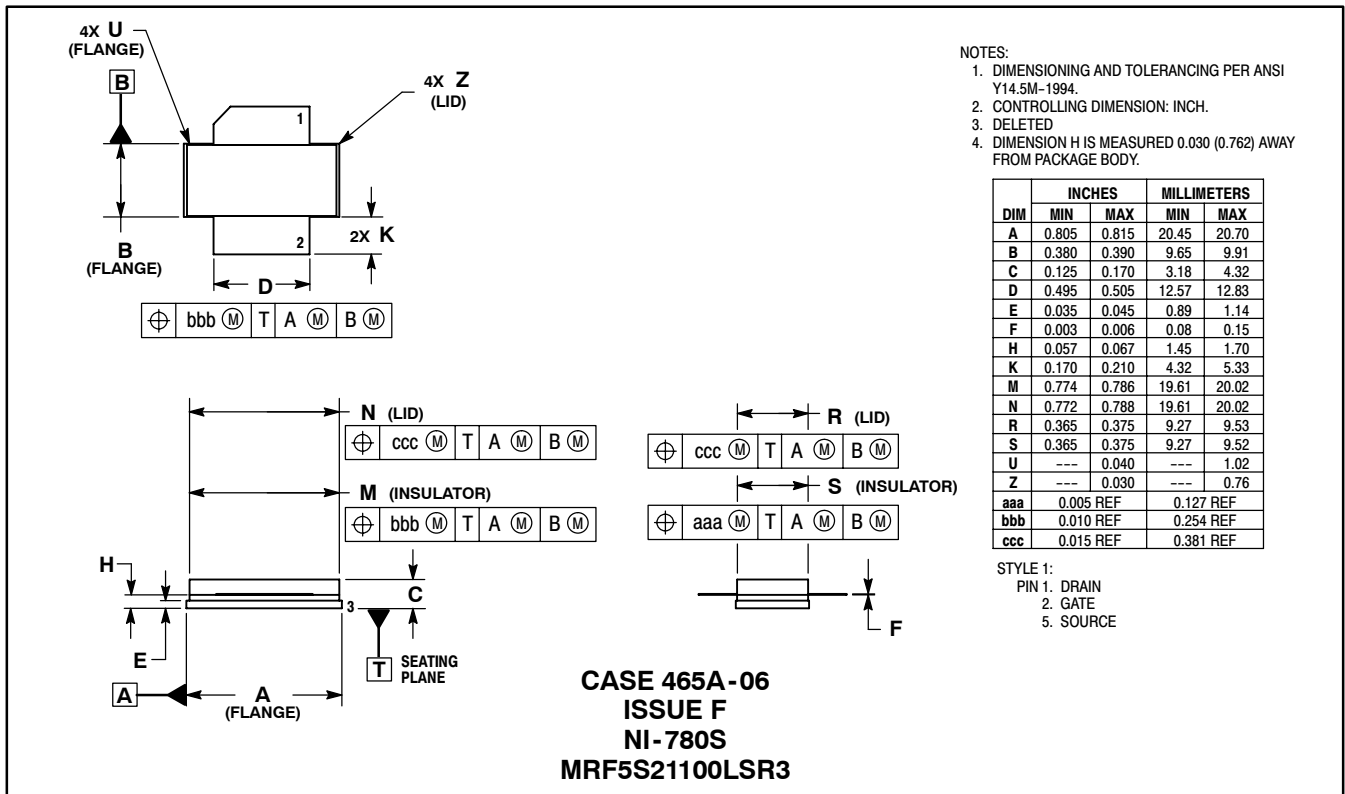 4X U
(FLANGE)
B
4X Z
(LID)
1
B
(FLANGE)
2X K
2
D
⌖ bbb Ⓜ T A Ⓜ B Ⓜ
N (LID)
⌖ ccc Ⓜ T A Ⓜ B Ⓜ
M (INSULATOR)
⌖ bbb Ⓜ T A Ⓜ B Ⓜ
H
C
3
E
T SEATING
PLANE
A
A
(FLANGE)
R (LID)
⌖ ccc Ⓜ T A Ⓜ B Ⓜ
S (INSULATOR)
⌖ aaa Ⓜ T A Ⓜ B Ⓜ
F
CASE 465A-06
ISSUE F
NI-780S
MRF5S21100LSR3
NOTES:
1. DIMENSIONING AND TOLERANCING PER ANSI
Y14.5M-1994.
2. CONTROLLING DIMENSION: INCH.
3. DELETED
4. DIMENSION H IS MEASURED 0.030 (0.762) AWAY
FROM PACKAGE BODY.
INCHES MILLIMETERS
DIM MIN MAX MIN MAX
A 0.805 0.815 20.45 20.70
B 0.380 0.390 9.65 9.91
C 0.125 0.170 3.18 4.32
D 0.495 0.505 12.57 12.83
E 0.035 0.045 0.89 1.14
F 0.003 0.006 0.08 0.15
H 0.057 0.067 1.45 1.70
K 0.170 0.210 4.32 5.33
M 0.774 0.786 19.61 20.02
N 0.772 0.788 19.61 20.02
R 0.365 0.375 9.27 9.53
S 0.365 0.375 9.27 9.52
U --- 0.040 --- 1.02
Z --- 0.030 --- 0.76
aaa 0.005 REF 0.127 REF
bbb 0.010 REF 0.254 REF
ccc 0.015 REF 0.381 REF
STYLE 1:
PIN 1. DRAIN
2. GATE
5. SOURCE